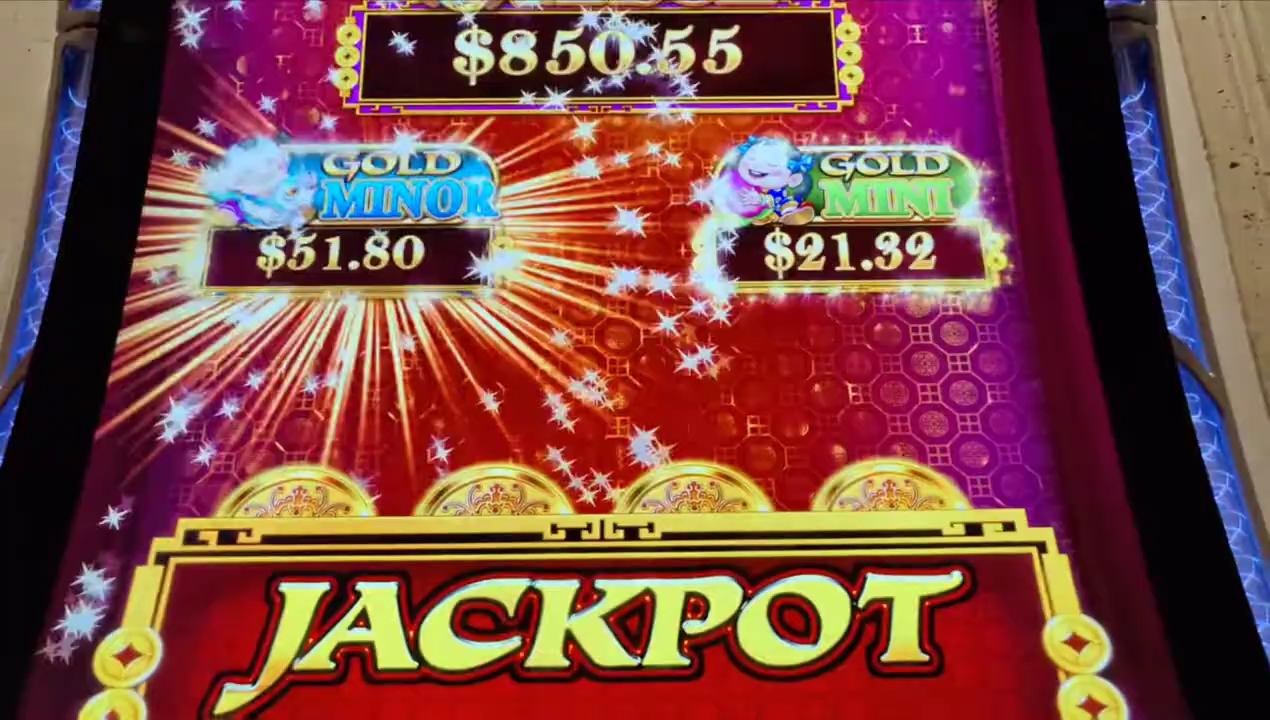 $850.55
GOLD
MINOR
$51.80
GOLD
MINI
$21.32
JACKPOT